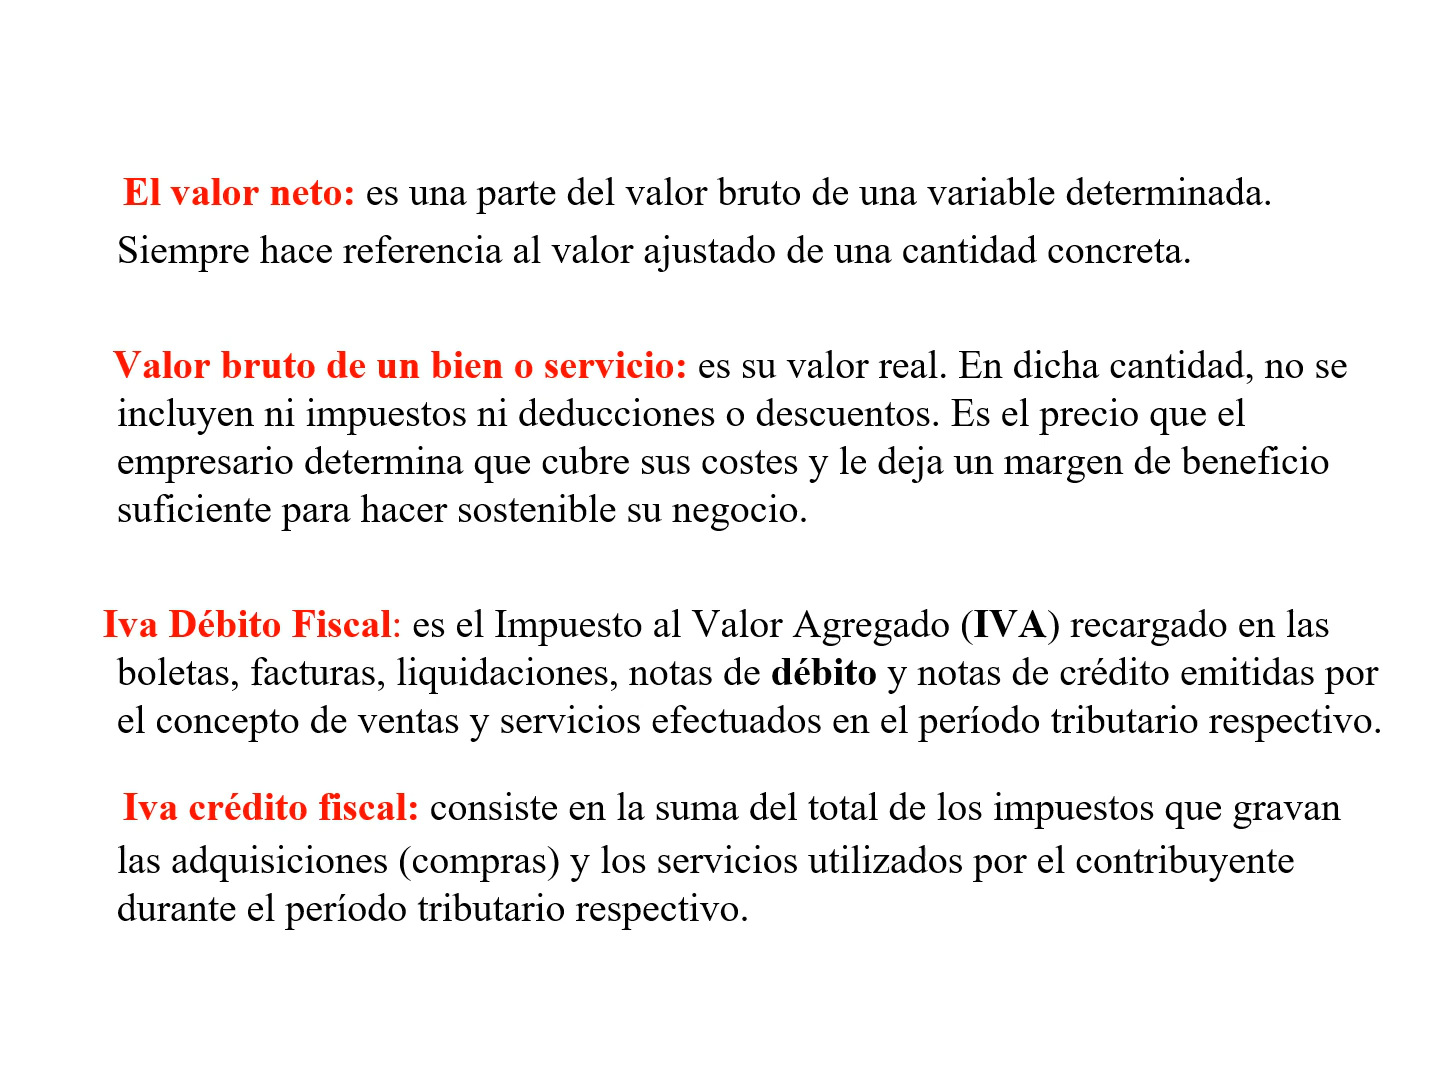 El valor neto: es una parte del valor bruto de una variable determinada.
Siempre hace referencia al valor ajustado de una cantidad concreta.
Valor bruto de un bien o servicio: es su valor real. En dicha cantidad, no se
incluyen ni impuestos ni deducciones o descuentos. Es el precio que el
empresario determina que cubre sus costes y le deja un margen de beneficio
suficiente para hacer sostenible su negocio.
Iva Débito Fiscal: es el Impuesto al Valor Agregado (IVA) recargado en las
boletas, facturas, liquidaciones, notas de débito y notas de crédito emitidas por
el concepto de ventas y servicios efectuados en el período tributario respectivo.
Iva crédito fiscal: consiste en la suma del total de los impuestos que gravan
las adquisiciones (compras) y los servicios utilizados por el contribuyente
durante el período tributario respectivo.